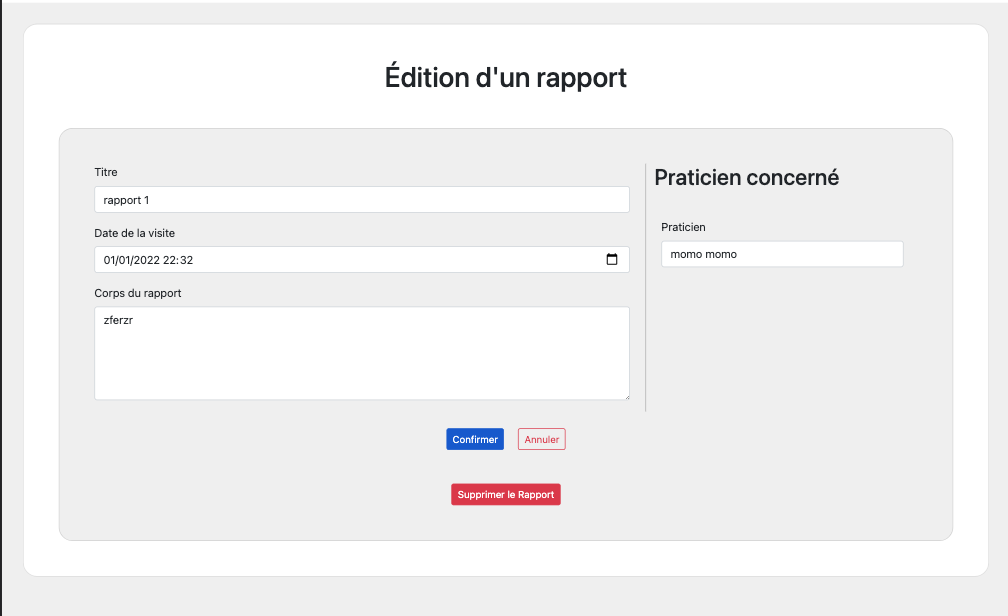 Édition d'un rapport
Titre
rapport 1
Date de la visite
01/01/2022 22:32
Corps du rapport
zferzr
Praticien concerné
Praticien
momo momo
Confirmer
Annuler
Supprimer le Rapport